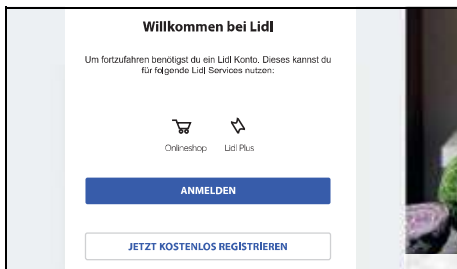 Willkommen bei Lidl
Um fortzufahren benötigst du ein Lidl Konto. Dieses kannst du
für folgende Lidl Services nutzen:
Onlineshop Lidl Plus
ANMELDEN
JETZT KOSTENLOS REGISTRIEREN